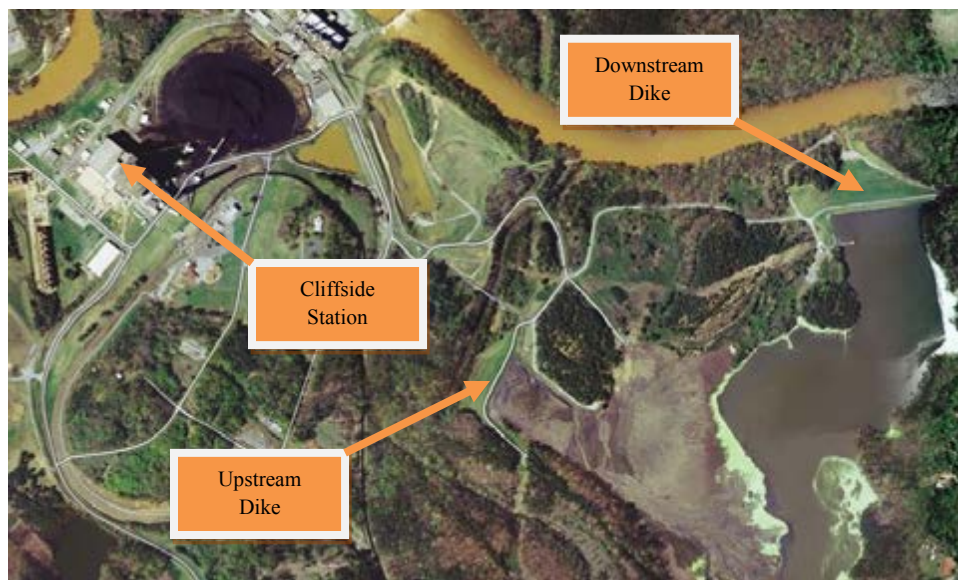 Downstream
Dike
Cliffside
Station
Upstream
Dike